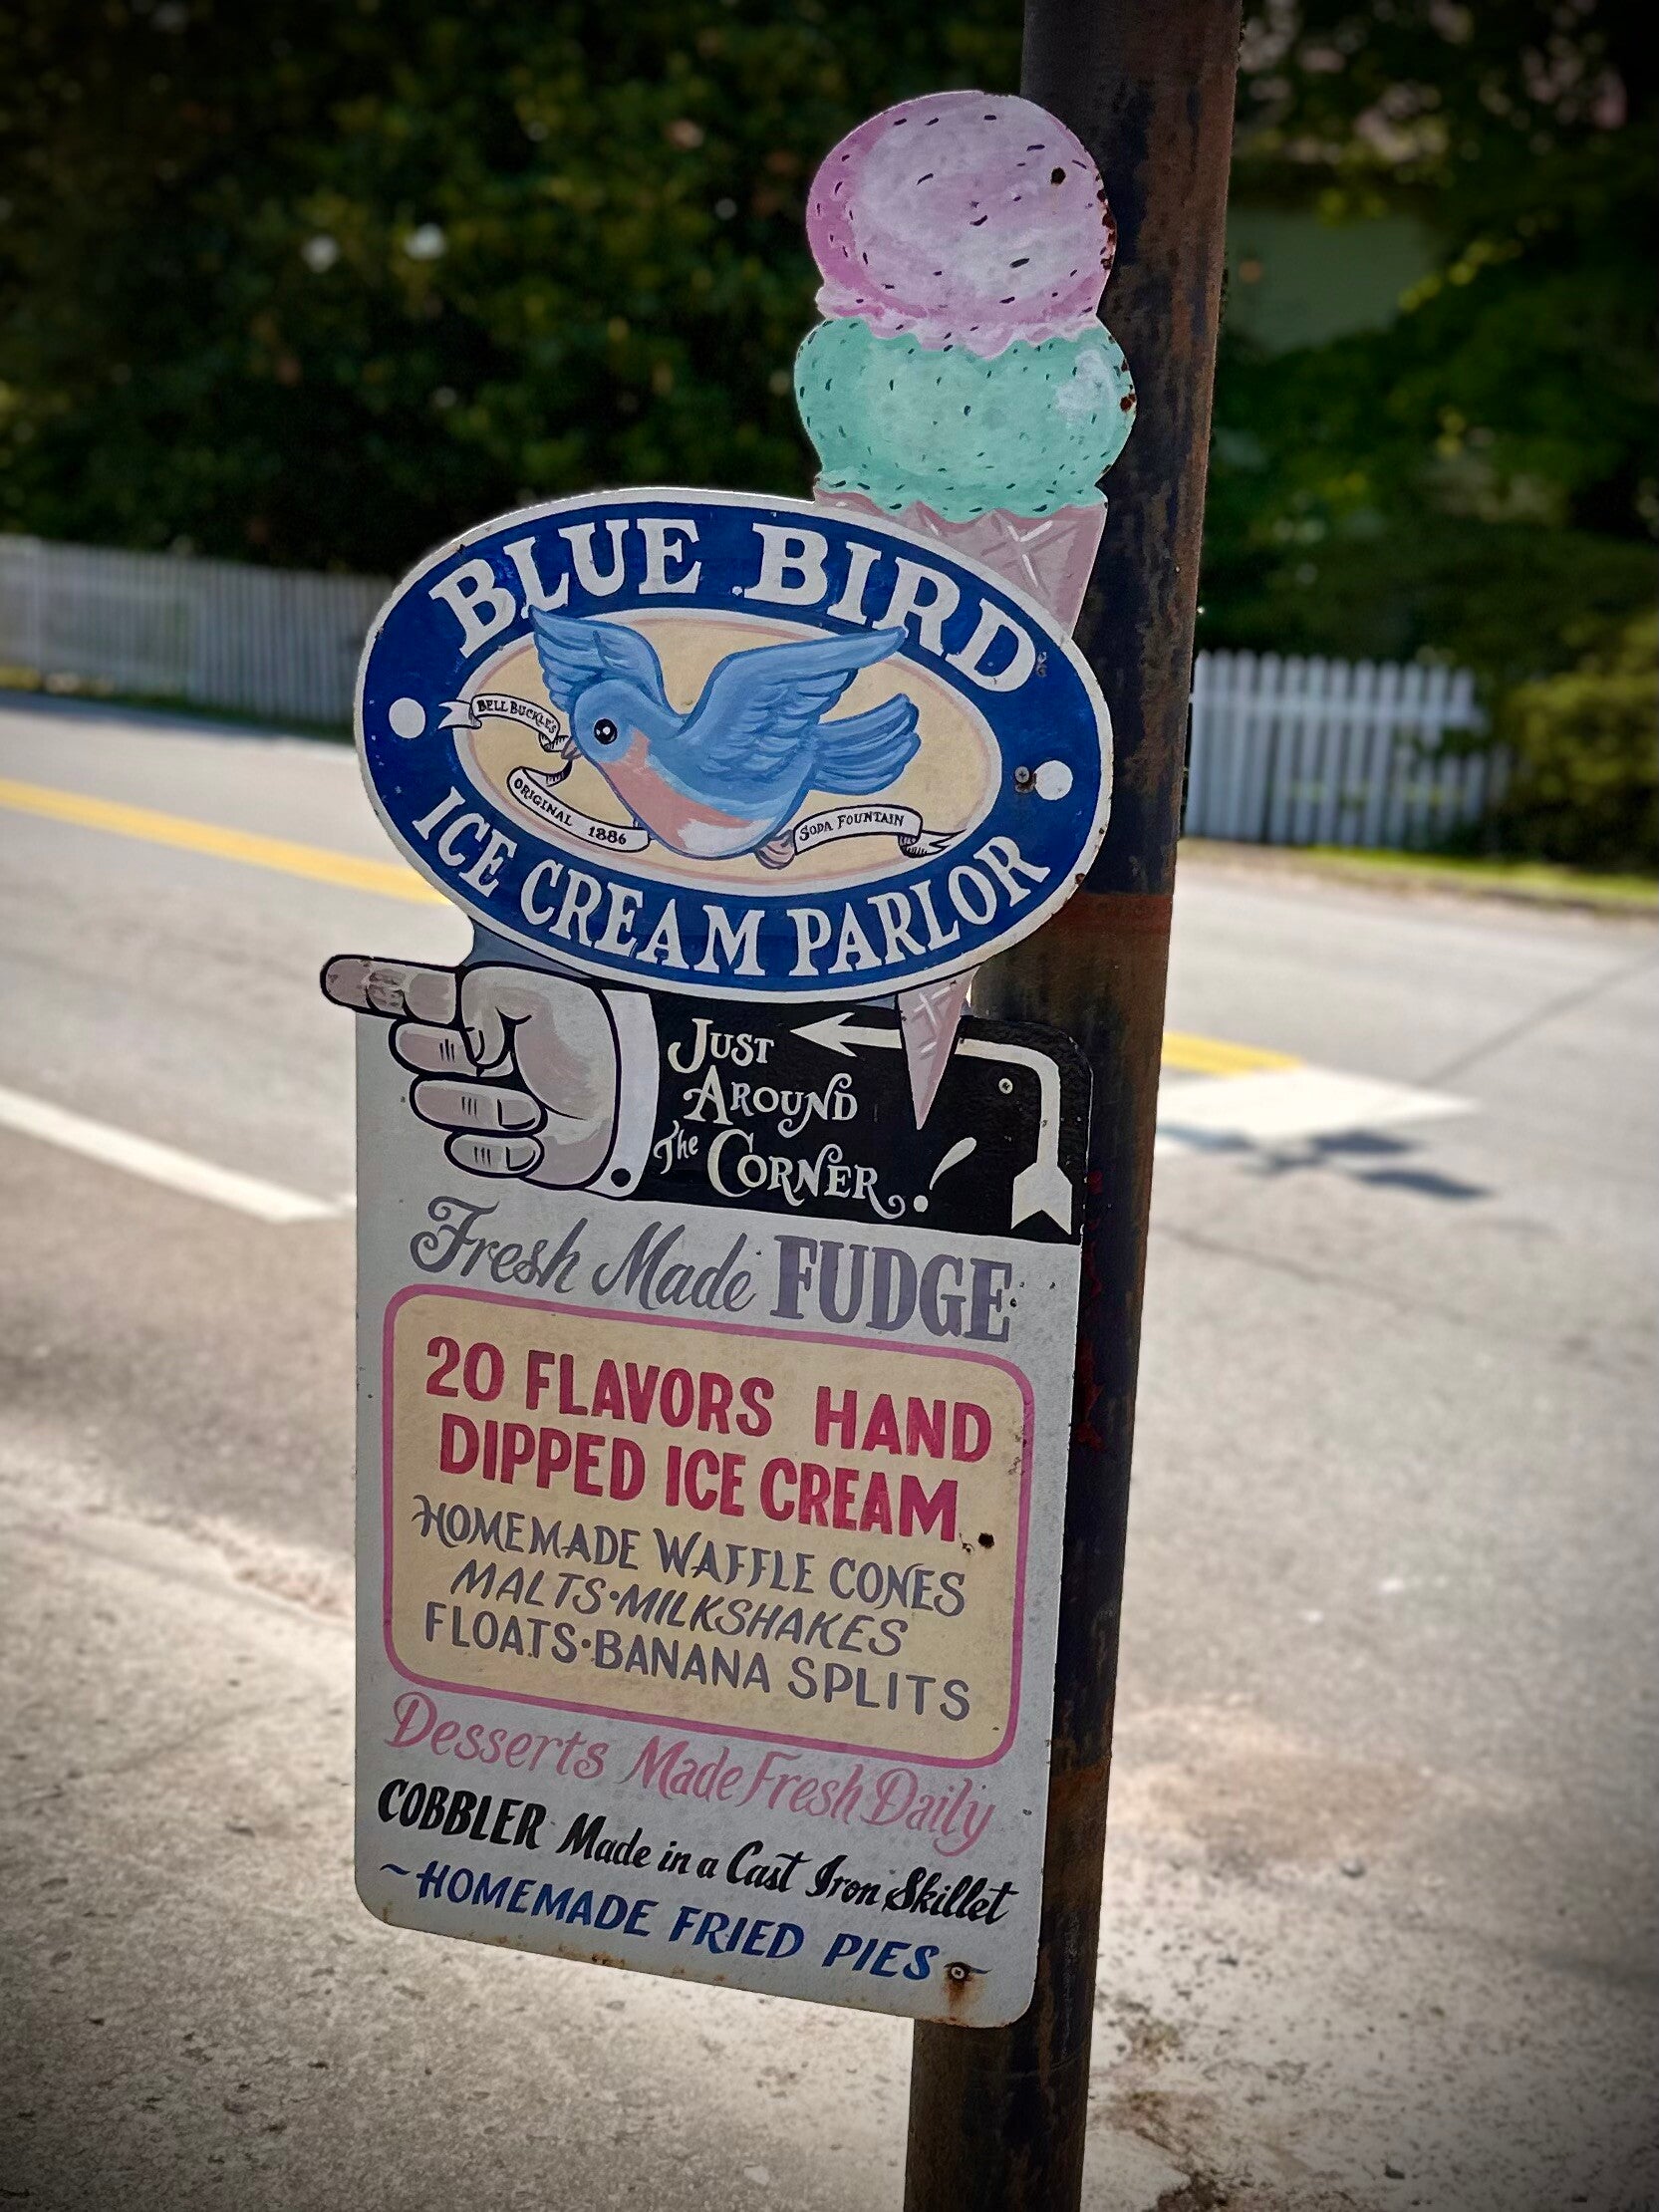 BLUE BIRD
BELL BUCKLE'S
ORIGINAL 1886
SODA FOUNTAIN
ICE CREAM PARLOR
JUST
AROUND
The CORNER!
Fresh Made FUDGE
20 FLAVORS HAND
DIPPED ICE CREAM
HOMEMADE WAFFLE CONES
MALTS•MILKSHAKES
FLOATS•BANANA SPLITS
Desserts Made Fresh Daily
COBBLER Made in a Cast Iron Skillet
~HOMEMADE FRIED PIES~